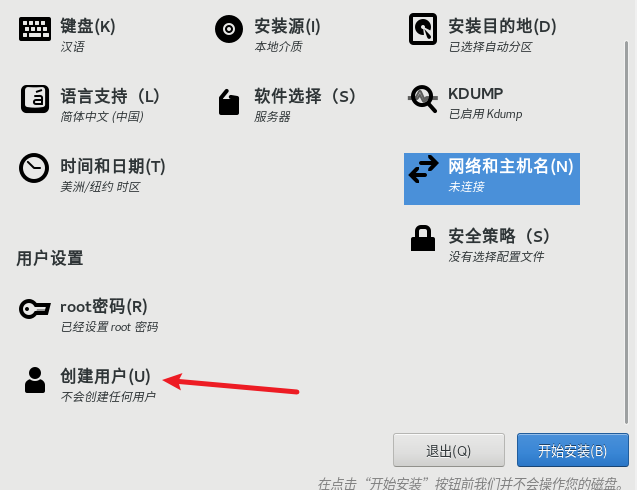 键盘(K)
汉语
安装源(I)
本地介质
安装目的地(D)
已选择自动分区
语言支持（L）
简体中文 (中国)
软件选择（S）
服务器
KDUMP
已启用 Kdump
时间和日期(T)
美洲/纽约 时区
网络和主机名(N)
未连接
安全策略（S）
没有选择配置文件
用户设置
root密码(R)
已经设置 root 密码
创建用户(U)
不会创建任何用户
退出(Q)
开始安装(B)
在点击“开始安装”按钮前我们并不会操作您的磁盘。